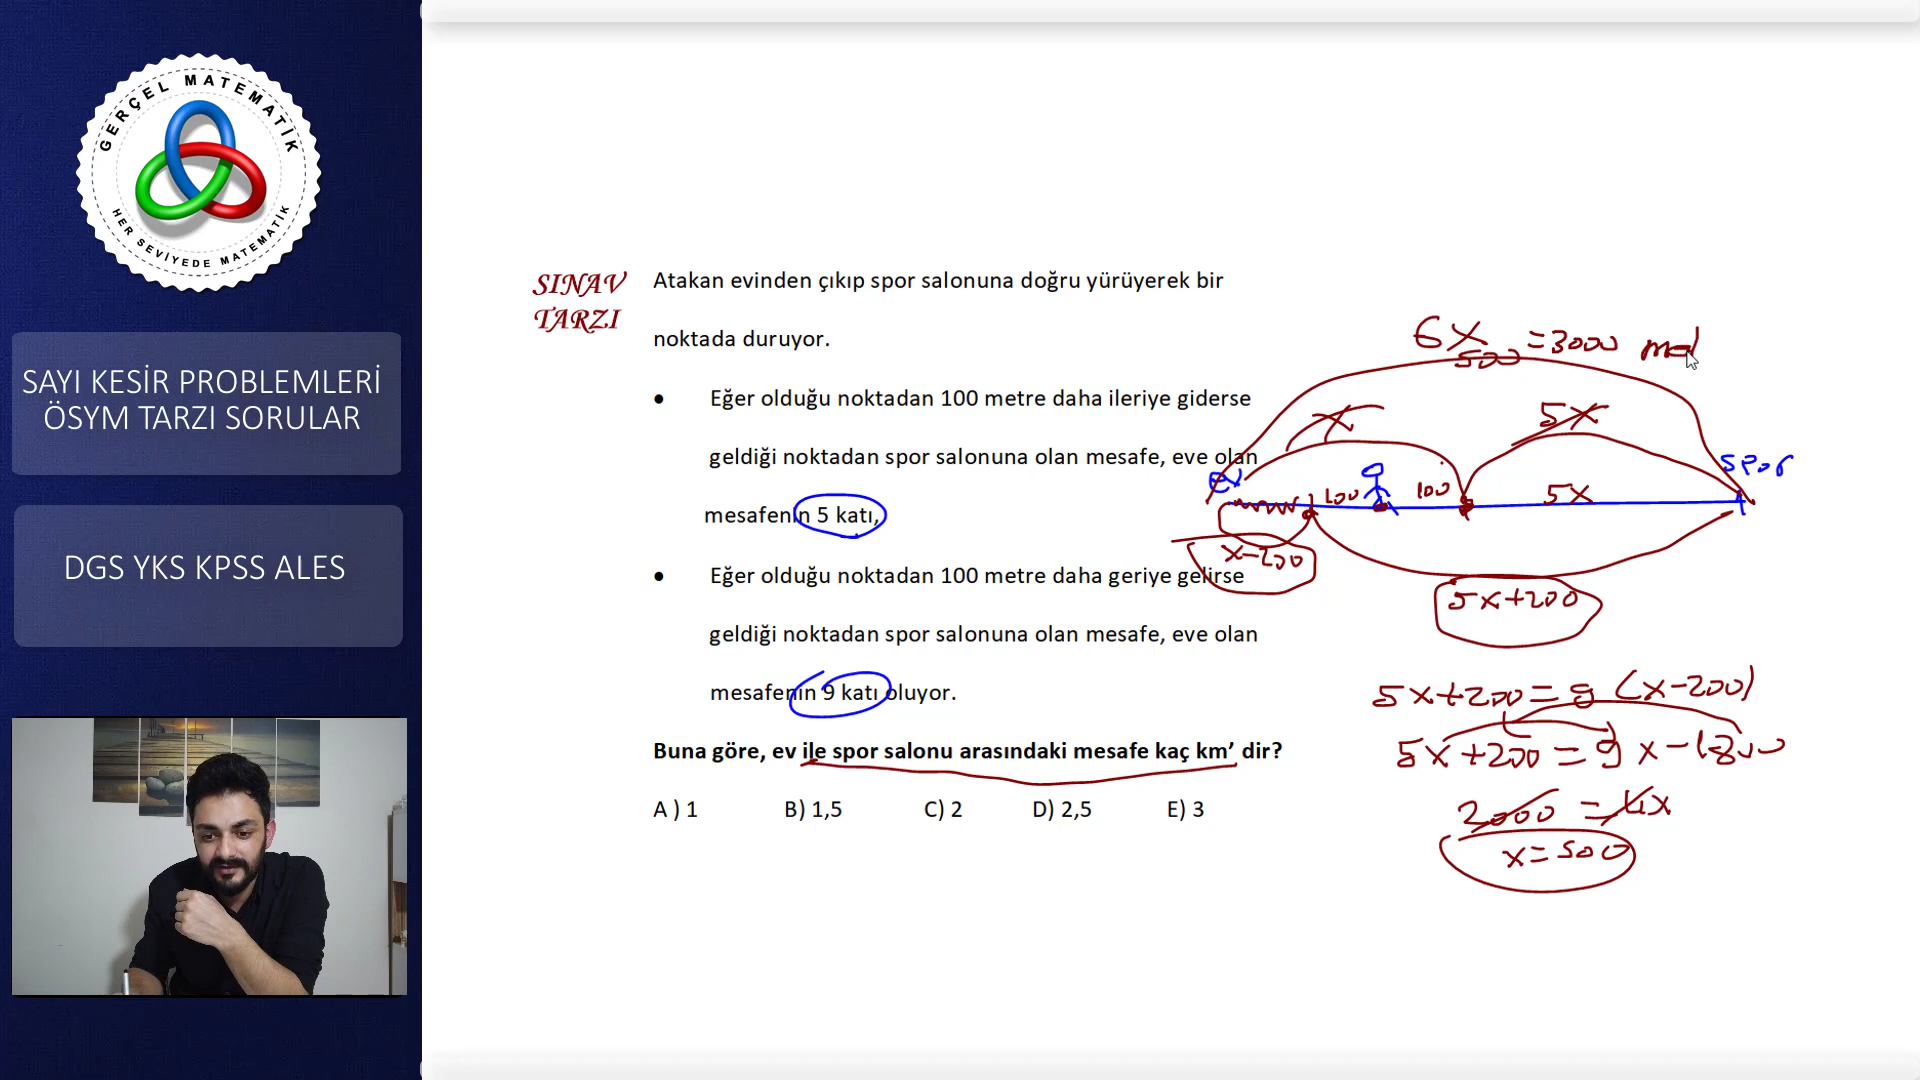 GERÇEL MATEMATİK
HER SEVİYEDE MATEMATİK
SAYI KESİR PROBLEMLERİ
ÖSYM TARZI SORULAR
DGS YKS KPSS ALES
SINAV
TARZI
Atakan evinden çıkıp spor salonuna doğru yürüyerek bir
noktada duruyor.
• Eğer olduğu noktadan 100 metre daha ileriye giderse
geldiği noktadan spor salonuna olan mesafe, eve olan
mesafenin 5 katı,
• Eğer olduğu noktadan 100 metre daha geriye gelirse
geldiği noktadan spor salonuna olan mesafe, eve olan
mesafenin 9 katı oluyor.
Buna göre, ev ile spor salonu arasındaki mesafe kaç km’ dir?
A ) 1 B) 1,5 C) 2 D) 2,5 E) 3
6x = 3000
500
x 5x
ev 100 100 5x spor
x-200
5x+200
5x+200 = 9 (x-200)
5x+200 = 9x-1800
2000 = 4x
x=500